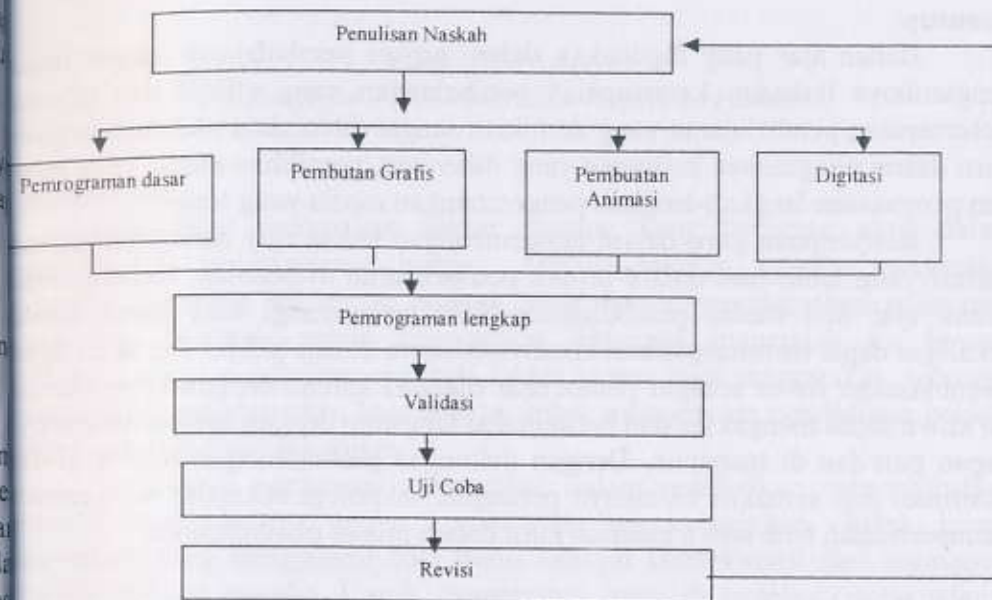 Penulisan Naskah
Pemrograman dasar
Pembutan Grafis
Pembuatan
Animasi
Digitasi
Pemrograman lengkap
Validasi
Uji Coba
Revisi